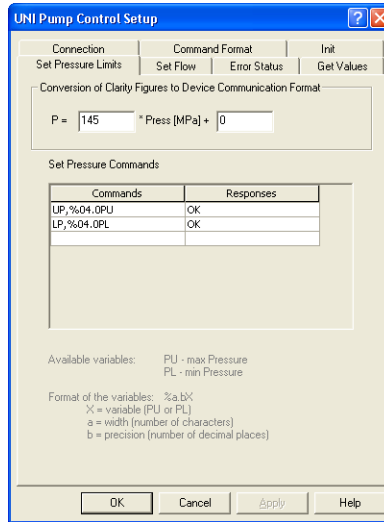 UNI Pump Control Setup
Connection Command Format Init
Set Pressure Limits Set Flow Error Status Get Values
Conversion of Clarity Figures to Device Communication Format
P = 145 * Press [MPa] + 0
Set Pressure Commands
Commands Responses
UP,%04.0PU OK
LP,%04.0PL OK
Available variables: PU - max Pressure
PL - min Pressure
Format of the variables: %a.bX
X = variable (PU or PL)
a = width (number of characters)
b = precision (number of decimal places)
OK Cancel Apply Help